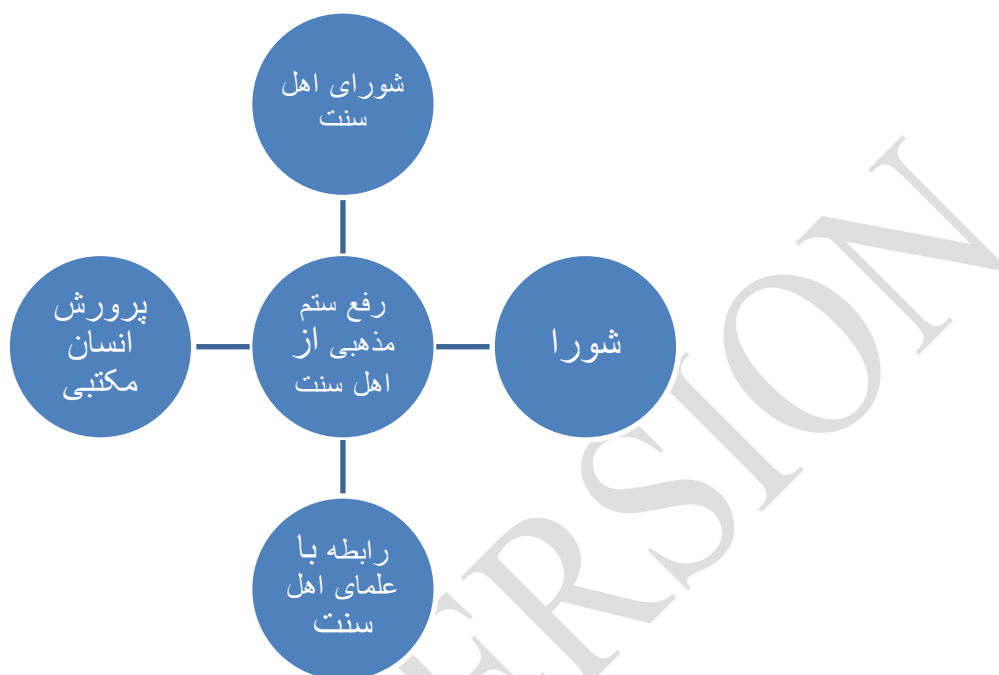 شورای اهل
سنت
پرورش
انسان
مکتبی
رفع ستم
مذهبی از
اهل سنت
شورا
رابطه با
علمای اهل
سنت
ERSION